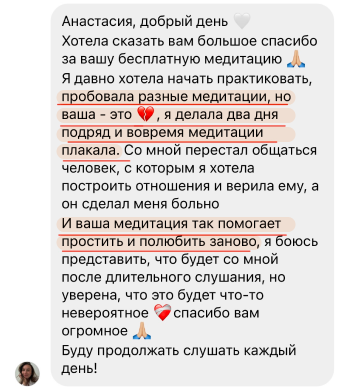 Анастасия, добрый день 🤍
Хотела сказать вам большое спасибо
за вашу бесплатную медитацию 🙏🏼
Я давно хотела начать практиковать,
пробовала разные медитации, но
ваша - это 💔, я делала два дня
подряд и вовремя медитации
плакала. Со мной перестал общаться
человек, с которым я хотела
построить отношения и верила ему, а
он сделал меня больно
И ваша медитация так помогает
простить и полюбить заново, я боюсь
представить, что будет со мной
после длительного слушания, но
уверена, что это будет что-то
невероятное ❤️‍🩹спасибо вам
огромное 🙏🏼
Буду продолжать слушать каждый
день!